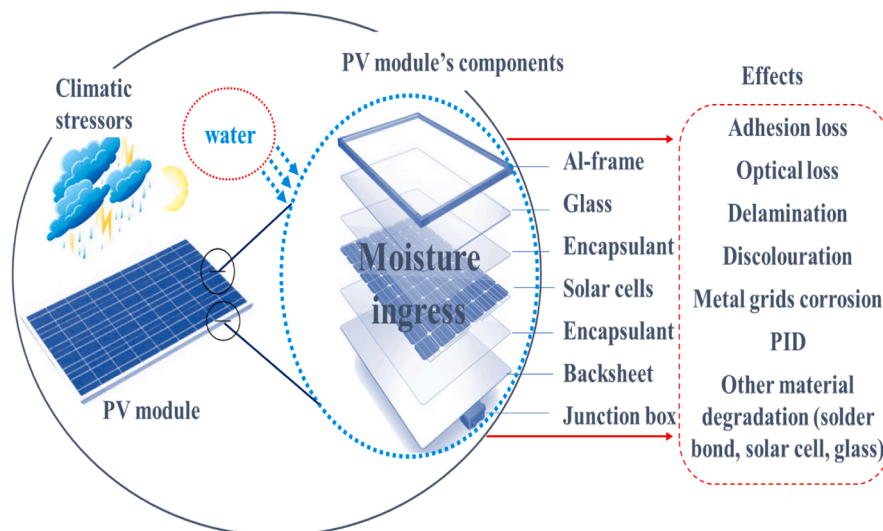 PV module's components
Effects
Climatic
stressors
water
Adhesion loss
Al-frame
Optical loss
Glass
Delamination
Encapsulant
Discolouration
Moisture
ingress
Solar cells
Metal grids corrosion
Encapsulant
PID
Backsheet
Other material
degradation (solder
bond, solar cell, glass)
PV module
Junction box